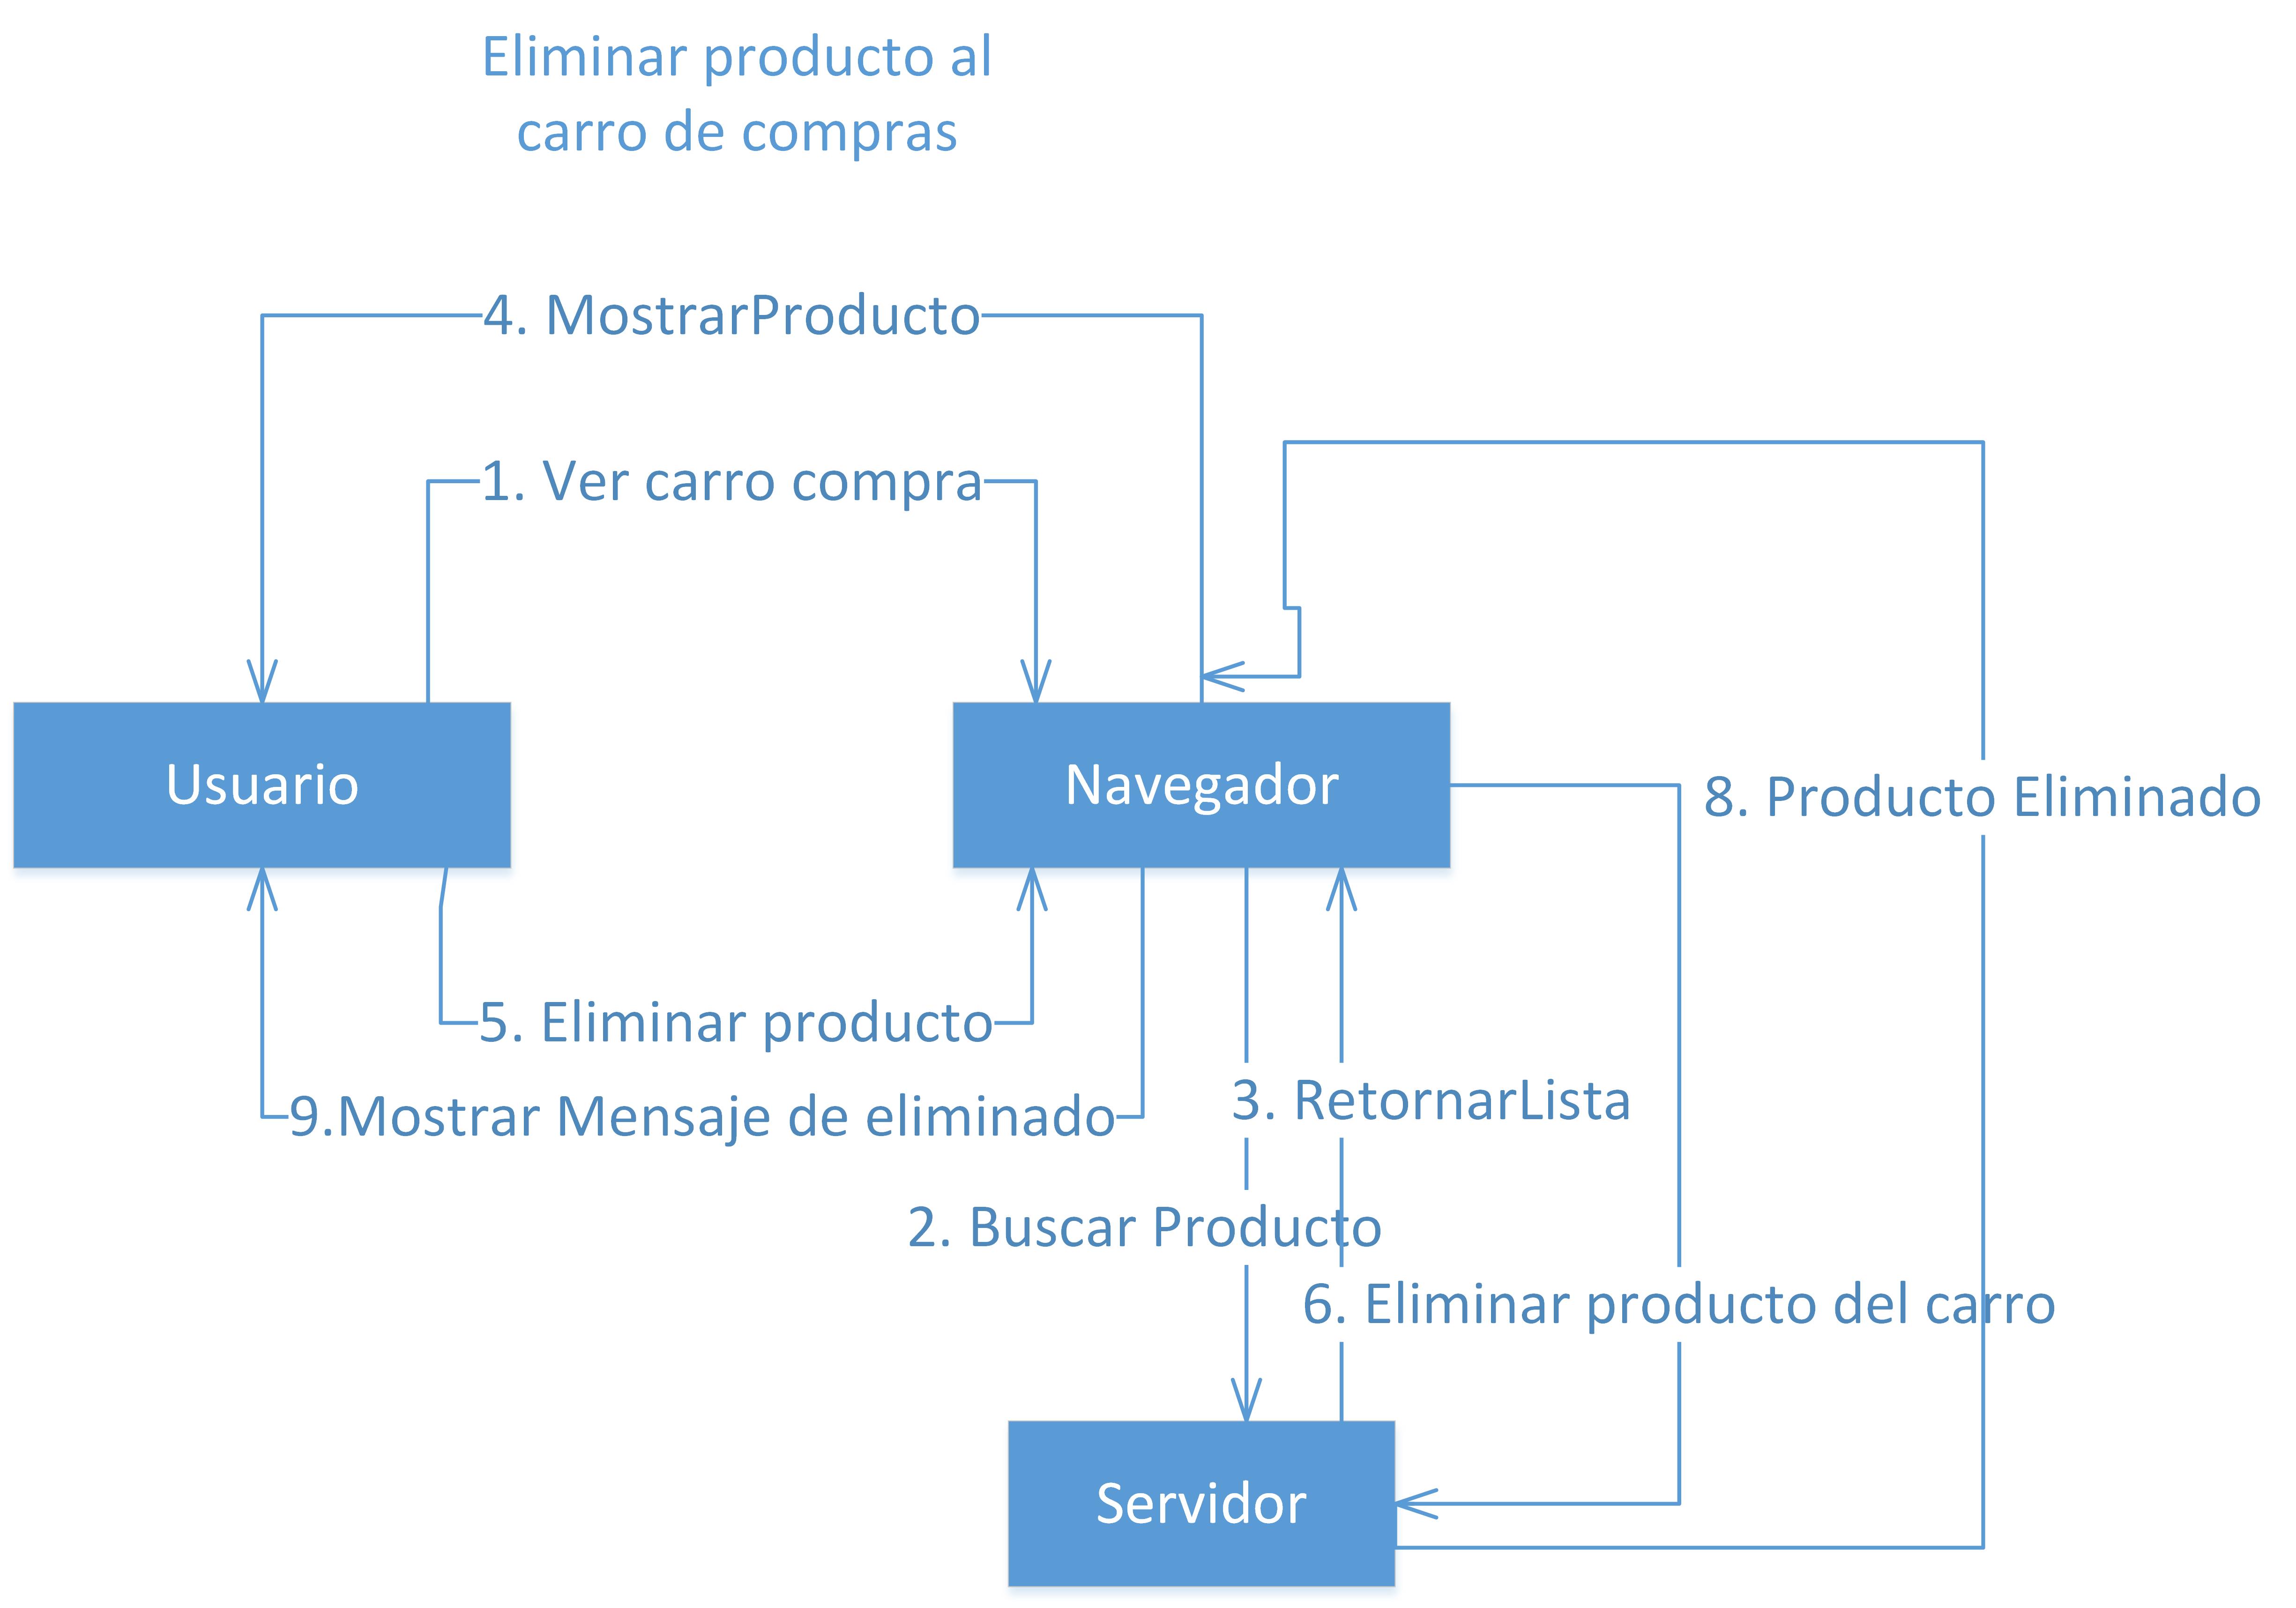 Eliminar producto al
carro de compras
4. MostrarProducto
1. Ver carro compra
Usuario
Navegador
8. Producto Eliminado
5. Eliminar producto
9.Mostrar Mensaje de eliminado
3. RetornarLista
2. Buscar Producto
6. Eliminar producto del carro
Servidor